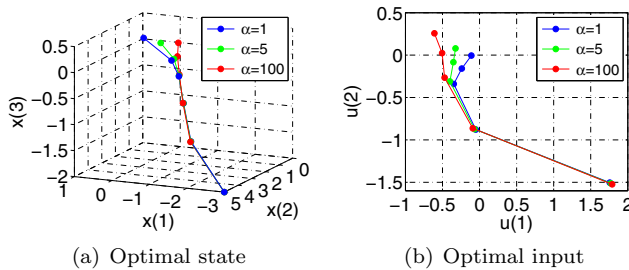 0.5
0
−0.5
−1
−1.5
−2
x(3)
1
0
−1
−2
−3
x(1)
5
4
3
2
1
0
x(2)
α=1
α=5
α=100
(a) Optimal state
0.5
0
−0.5
−1
−1.5
u(2)
−1
−0.5
0
0.5
1
1.5
2
u(1)
α=1
α=5
α=100
(b) Optimal input